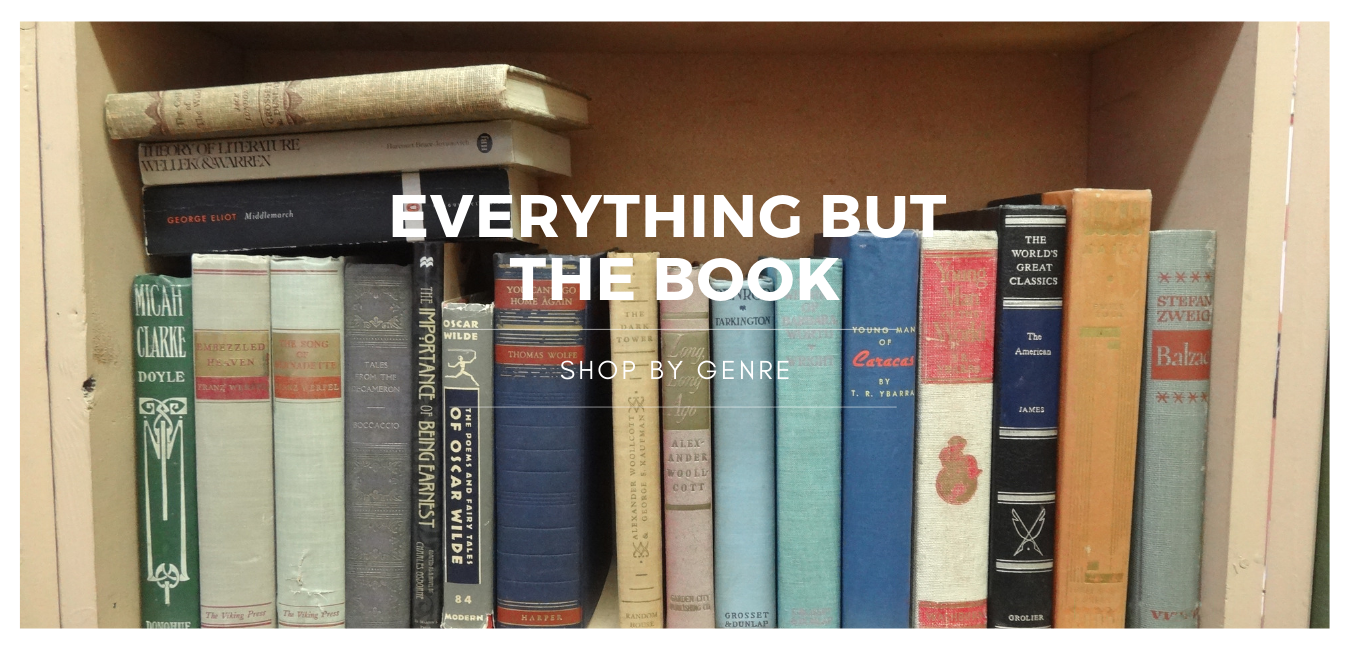 EVERYTHING BUT
THE BOOK
SHOP BY GENRE
THEORY OF LITERATURE
WELLEK & WARREN
GEORGE ELIOT Middlemarch
MICAH
CLARKE
DOYLE
DONOHUE
EMBEZZLED
HEAVEN
FRANZ WERFEL
The Viking Press
THE SONG
OF
BERNADETTE
FRANZ WERFEL
The Viking Press
TALES
FROM THE
DECAMERON
BOCCACCIO
THE IMPORTANCE OF BEING EARNEST
OSCAR
WILDE
THE POEMS AND FAIRY TALES
OF OSCAR WILDE
84
MODERN
YOU CAN'T GO
HOME AGAIN
THOMAS WOLFE
HARPER
THE
DARK
TOWER
ALEXANDER WOOLLCOTT
& GEORGE S. KAUFMAN
RANDOM
HOUSE
Long
Long
Ago
ALEX-
ANDER
WOOLL-
COTT
GARDEN CITY
PUBLISHING CO.
TARKINGTON
GROSSET
& DUNLAP
YOUNG MAN
OF
Caracas
BY
T. R. YBARRA
Young
Man
THE
WORLD'S
GREAT
CLASSICS
The
American
JAMES
GROLIER
STEFAN
ZWEIG
Balzac